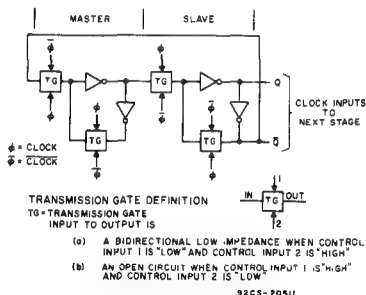 MASTER SLAVE
φ̅ φ
TG TG Q
φ φ̅
φ φ̅
TG TG Q̅
φ̅ φ
CLOCK INPUTS
TO
NEXT STAGE
φ = CLOCK
φ̅ = C̅L̅O̅C̅K̅
TRANSMISSION GATE DEFINITION
TG = TRANSMISSION GATE
INPUT TO OUTPUT IS
1
IN TG OUT
2
(a) A BIDIRECTIONAL LOW IMPEDANCE WHEN CONTROL
INPUT 1 IS "LOW" AND CONTROL INPUT 2 IS "HIGH"
(b) AN OPEN CIRCUIT WHEN CONTROL INPUT 1 IS "HIGH"
AND CONTROL INPUT 2 IS "LOW"
92CS-20511